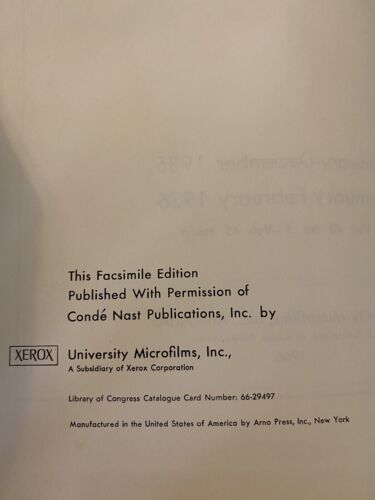 This Facsimile Edition
Published With Permission of
Condé Nast Publications, Inc. by
XEROX University Microfilms, Inc.,
A Subsidiary of Xerox Corporation
Library of Congress Catalogue Card Number: 66-29497
Manufactured in the United States of America by Arno Press, Inc., New York